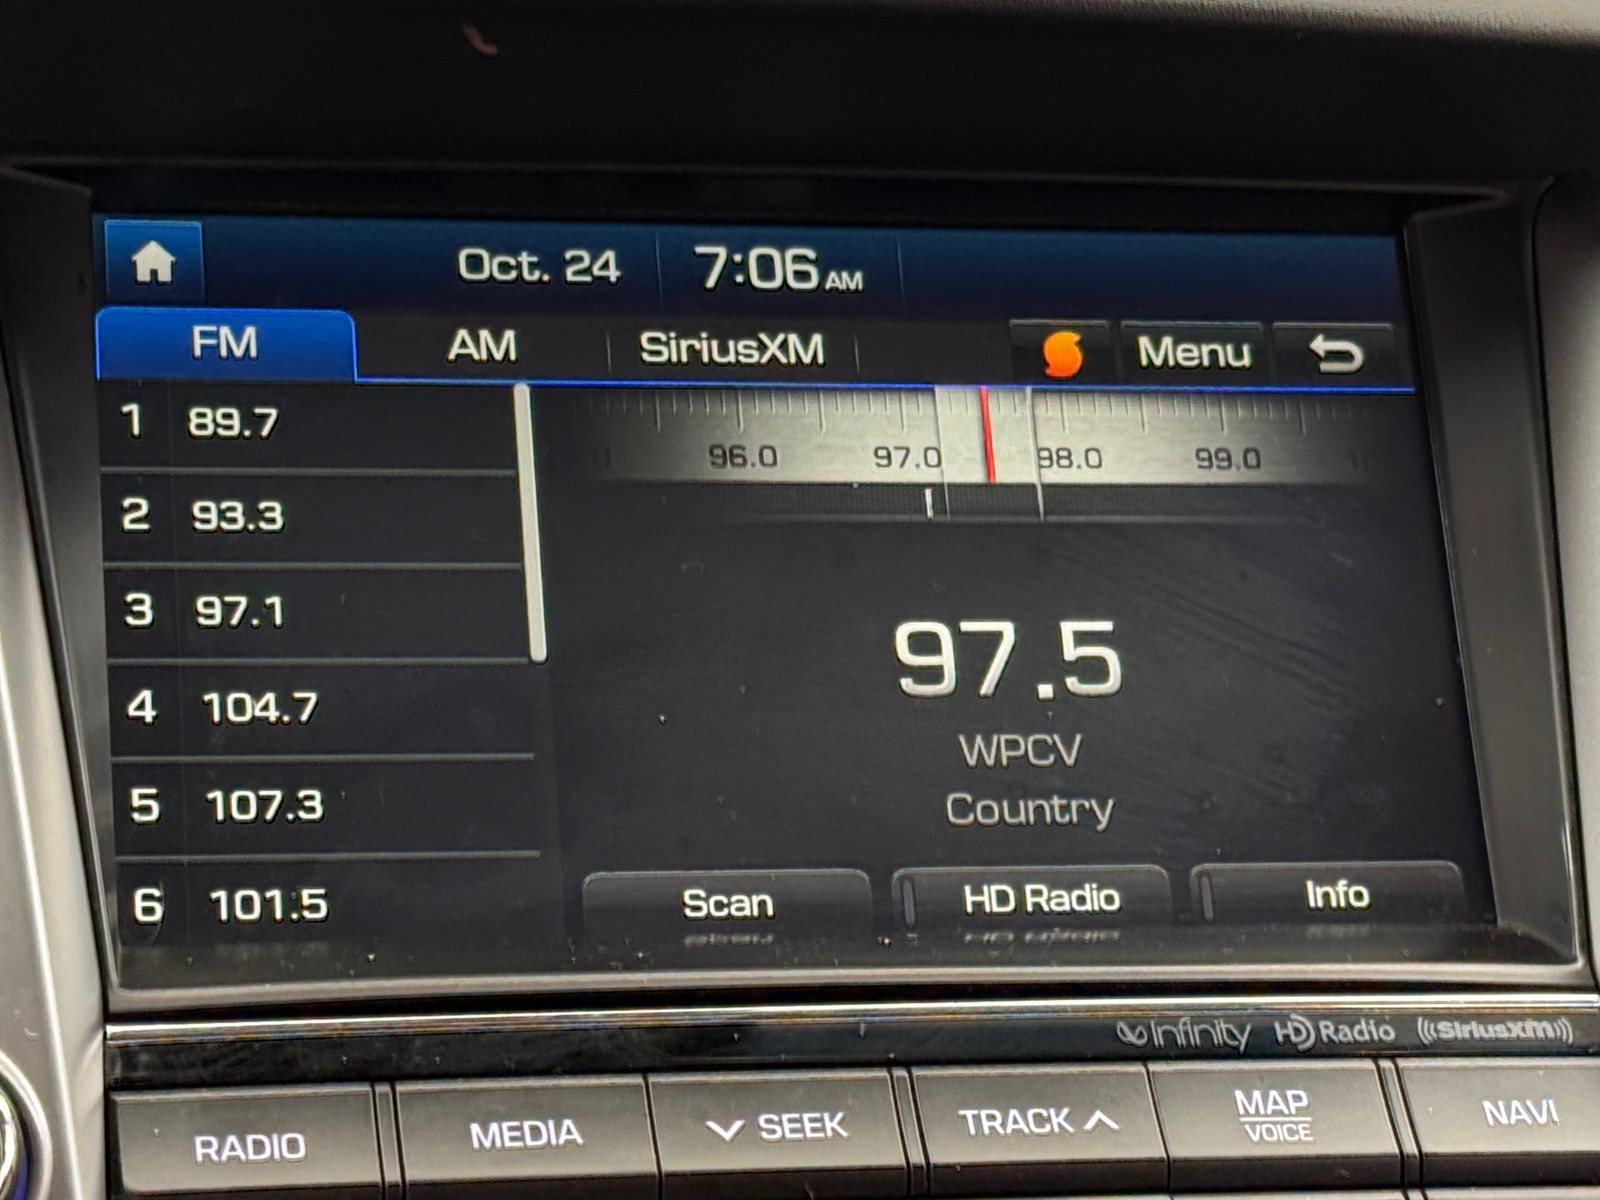 Oct. 24 7:06 AM
FM AM SiriusXM Menu
1 89.7
2 93.3
3 97.1
4 104.7
5 107.3
6 101.5
96.0 97.0 98.0 99.0
97.5
WPCV
Country
Scan HD Radio Info
Infinity HD Radio SiriusXM
RADIO MEDIA SEEK TRACK MAP NAVI
VOICE